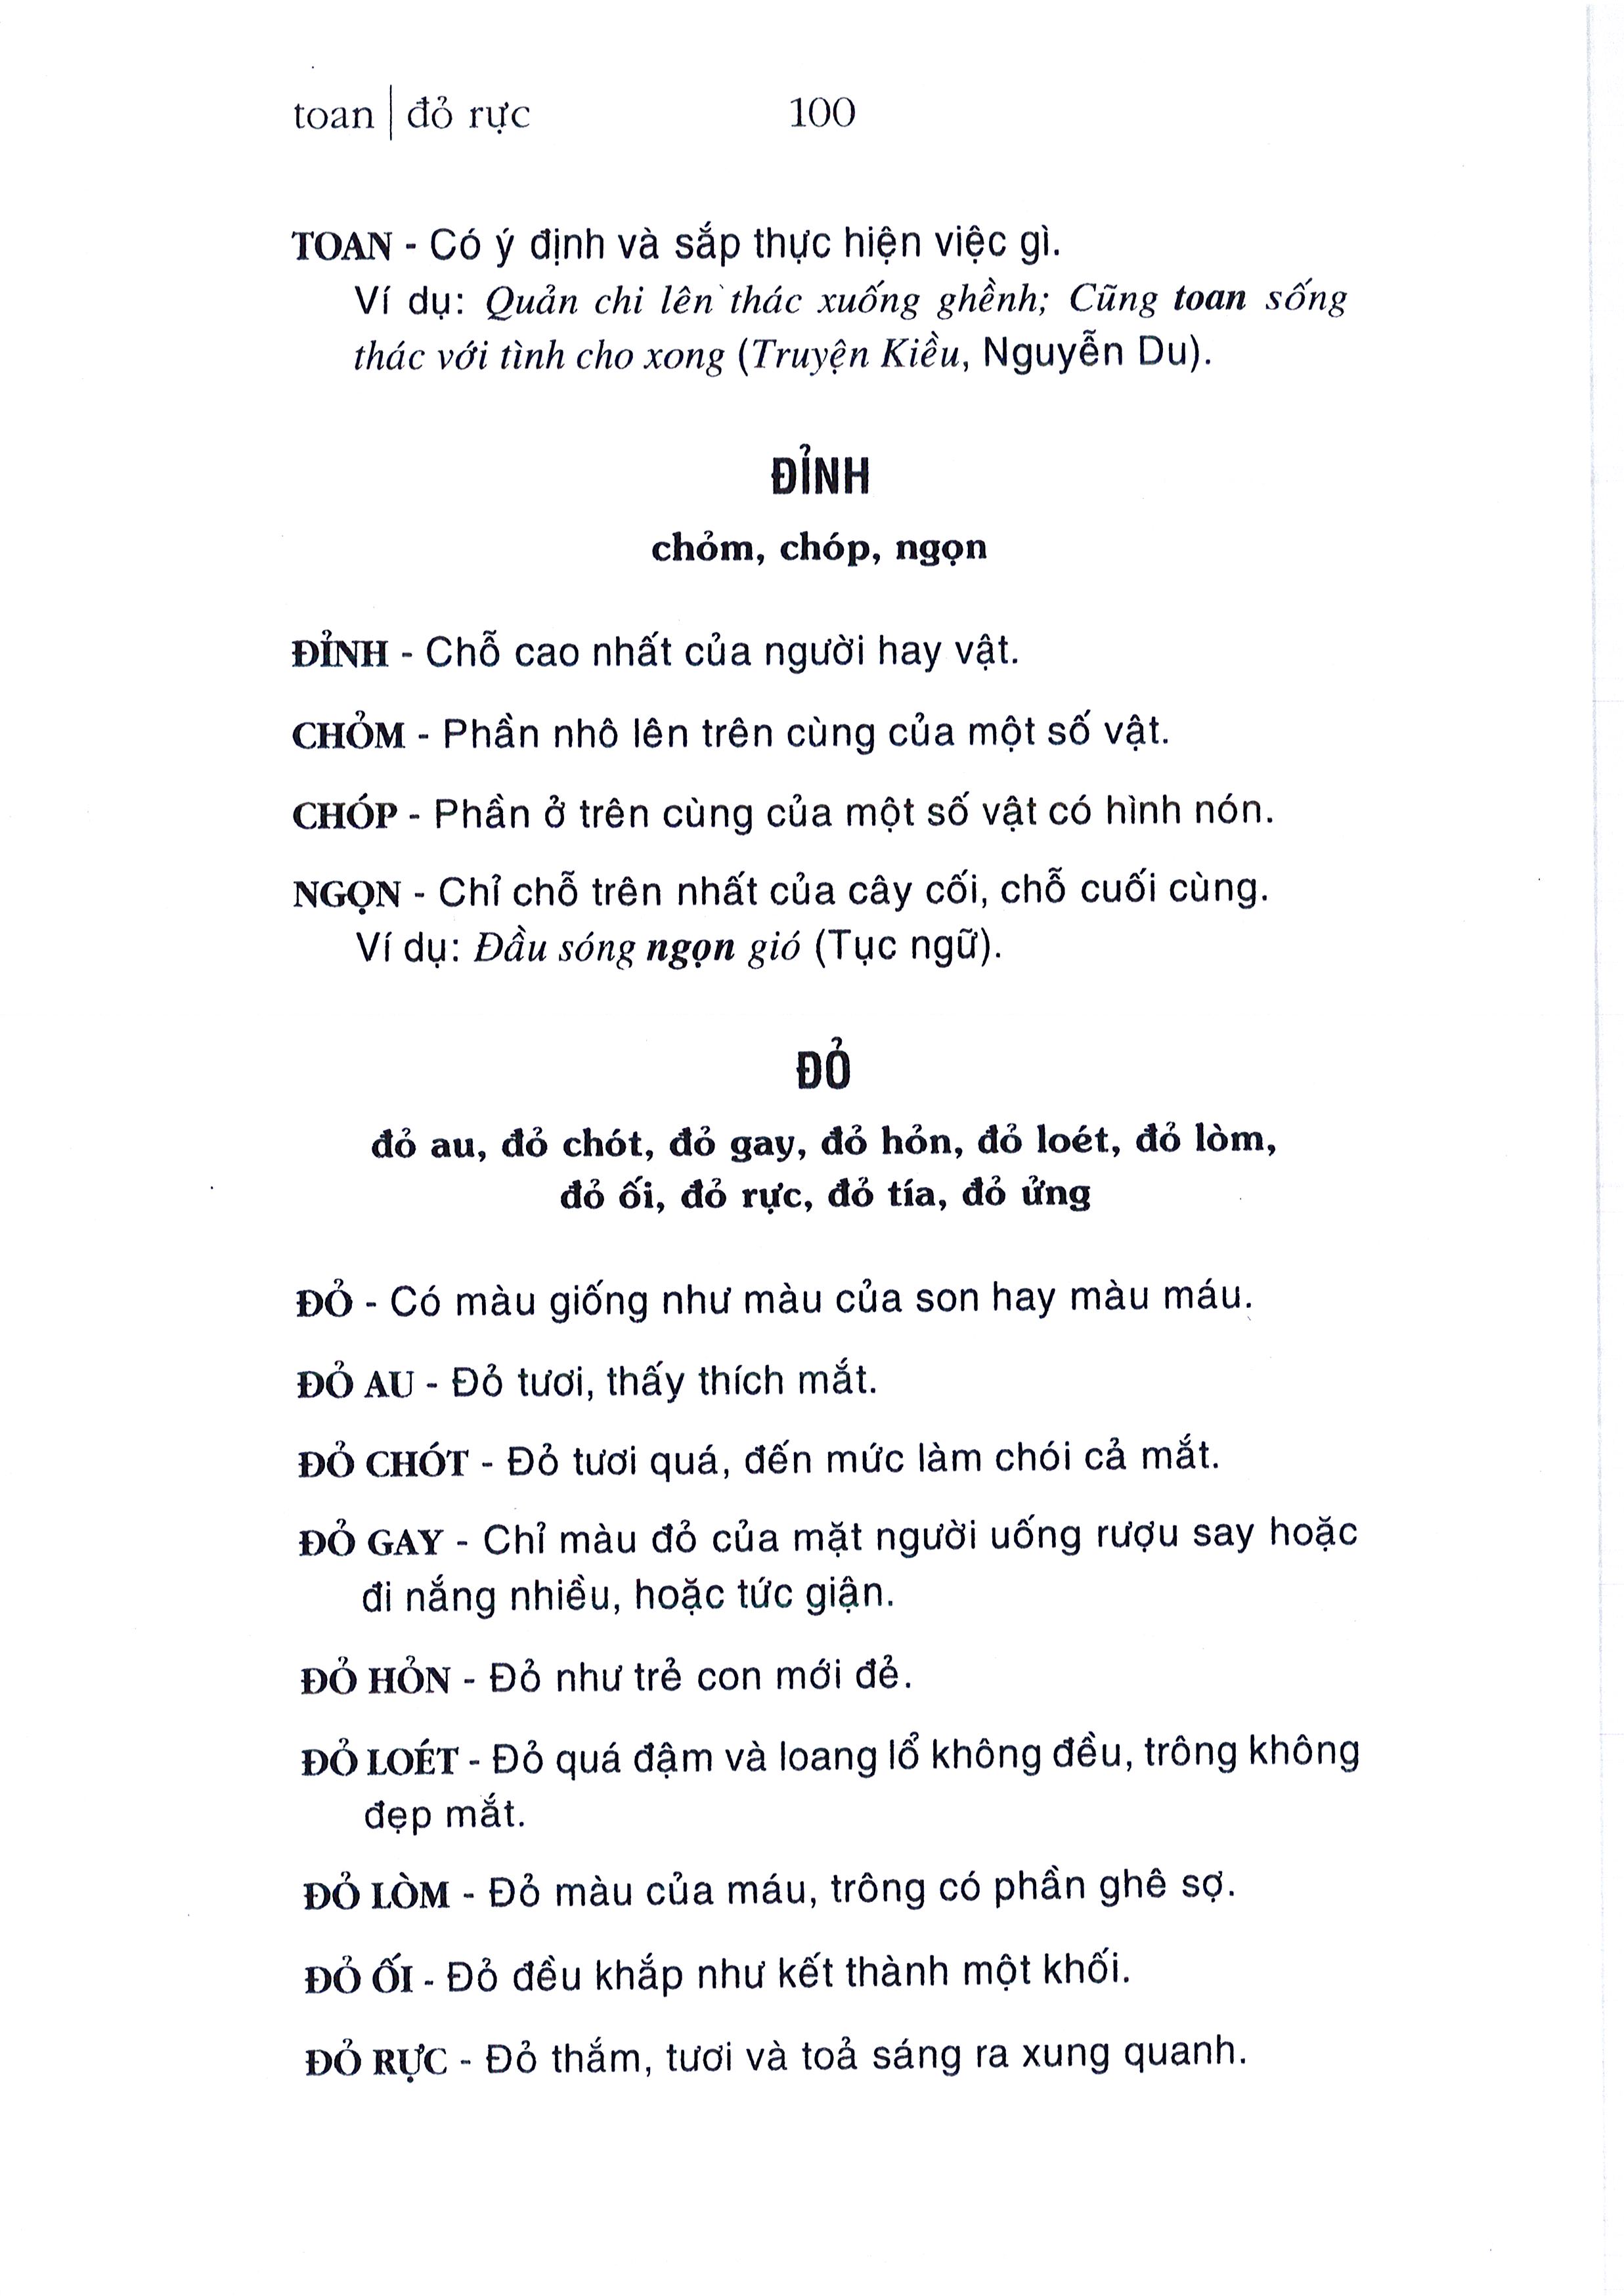 toan | đỏ rực 100
TOAN - Có ý định và sắp thực hiện việc gì.
Ví dụ: Quản chi lên thác xuống ghềnh; Cũng toan sống
thác với tình cho xong (Truyện Kiều, Nguyễn Du).
ĐỈNH
chỏm, chóp, ngọn
ĐỈNH - Chỗ cao nhất của người hay vật.
CHỎM - Phần nhô lên trên cùng của một số vật.
CHÓP - Phần ở trên cùng của một số vật có hình nón.
NGỌN - Chỉ chỗ trên nhất của cây cối, chỗ cuối cùng.
Ví dụ: Đầu sóng ngọn gió (Tục ngữ).
ĐỎ
đỏ au, đỏ chót, đỏ gay, đỏ hỏn, đỏ loét, đỏ lòm,
đỏ ối, đỏ rực, đỏ tía, đỏ ửng
ĐỎ - Có màu giống như màu của son hay màu máu.
ĐỎ AU - Đỏ tươi, thấy thích mắt.
ĐỎ CHÓT - Đỏ tươi quá, đến mức làm chói cả mắt.
ĐỎ GAY - Chỉ màu đỏ của mặt người uống rượu say hoặc
đi nắng nhiều, hoặc tức giận.
ĐỎ HỎN - Đỏ như trẻ con mới đẻ.
ĐỎ LOÉT - Đỏ quá đậm và loang lổ không đều, trông không
đẹp mắt.
ĐỎ LÒM - Đỏ màu của máu, trông có phần ghê sợ.
ĐỎ ỐI - Đỏ đều khắp như kết thành một khối.
ĐỎ RỰC - Đỏ thắm, tươi và toả sáng ra xung quanh.